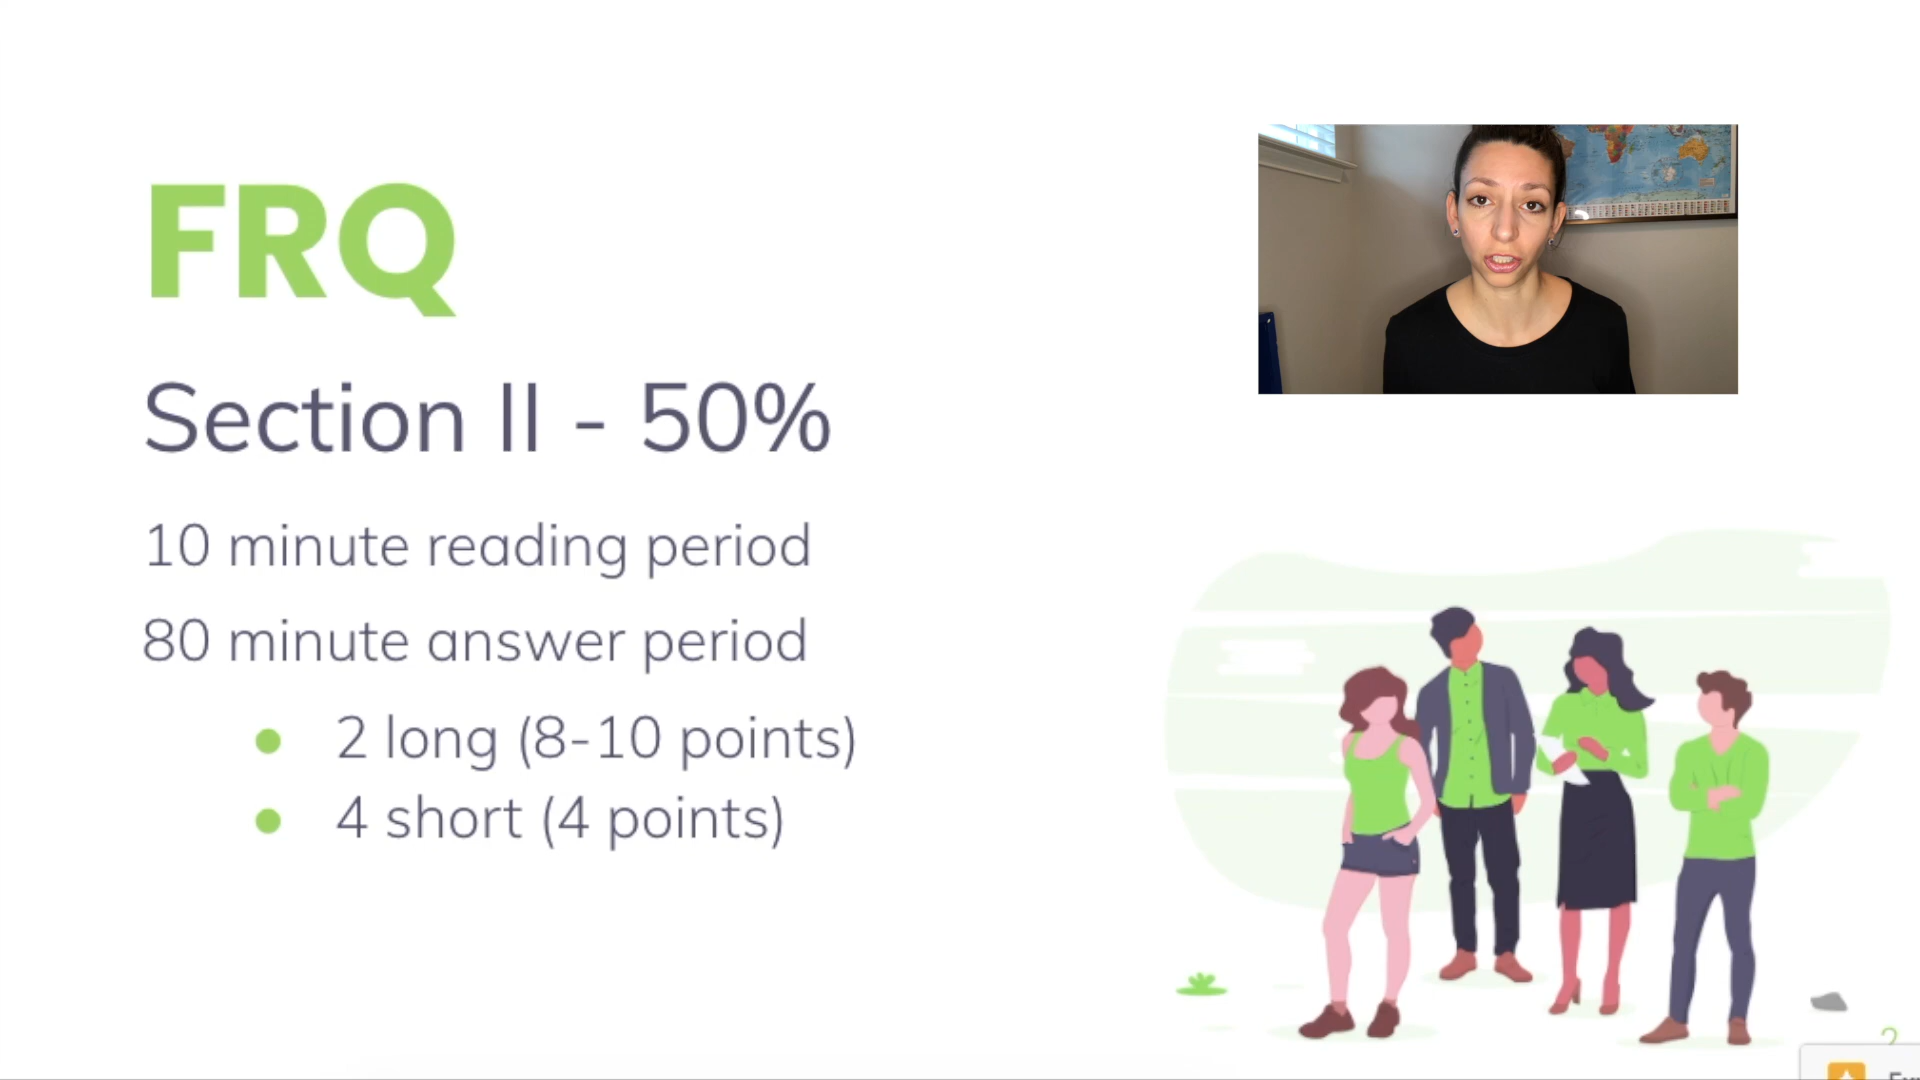 FRQ
Section II - 50%
10 minute reading period
80 minute answer period
2 long (8-10 points)
4 short (4 points)
2